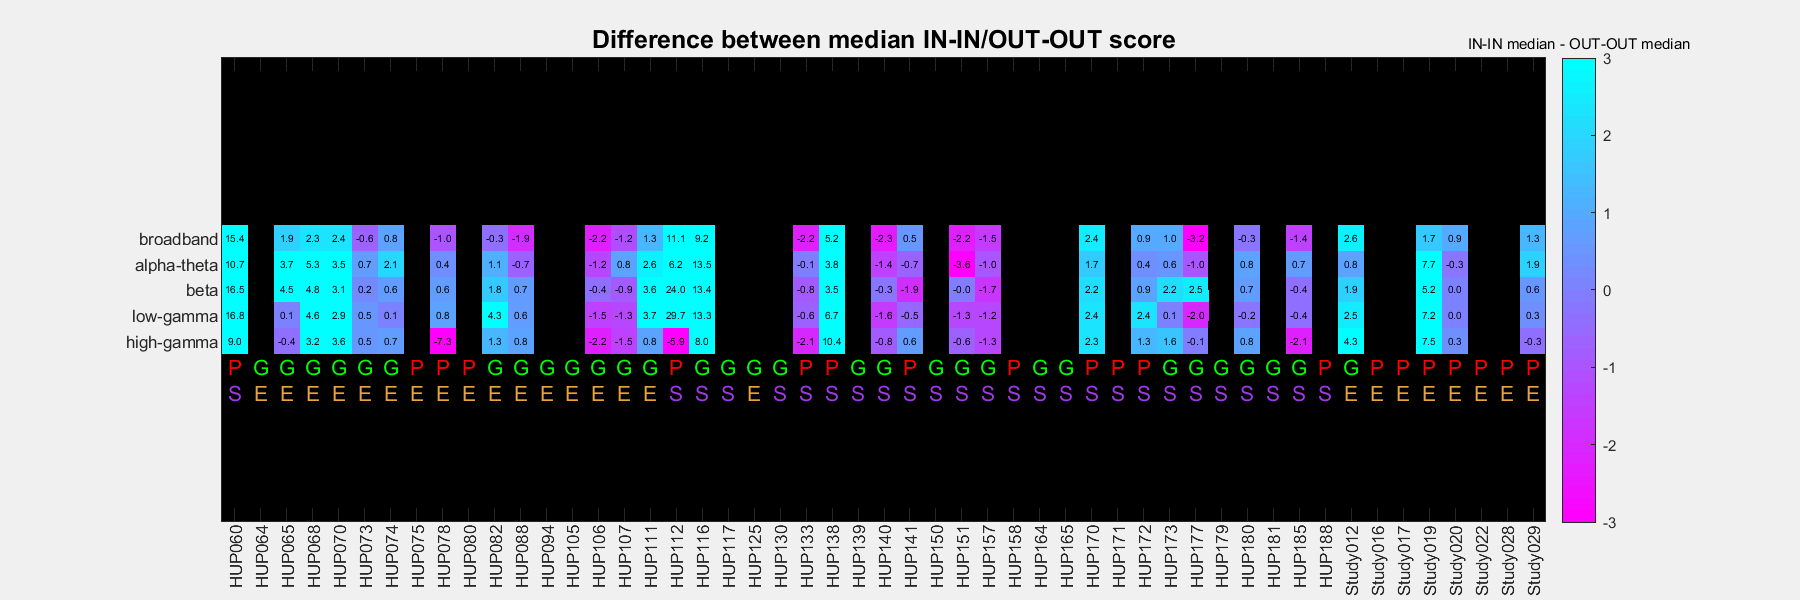 Difference between median IN-IN/OUT-OUT score
IN-IN median - OUT-OUT median
broadband 15.4 1.9 2.3 2.4 -0.6 0.8 -1.0 -0.3 -1.9 -2.2 -1.2 1.3 11.1 9.2 -2.2 5.2 -2.3 0.5 -2.2 -1.5 2.4 0.9 1.0 -3.2 -0.3 -1.4 2.6 1.7 0.9 1.3
alpha-theta 10.7 3.7 5.3 3.5 0.7 2.1 0.4 1.1 -0.7 -1.2 0.8 2.6 6.2 13.5 -0.1 3.8 -1.4 -0.7 -3.6 -1.0 1.7 0.4 0.6 -1.0 0.8 0.7 0.8 7.7 -0.3 1.9
beta 16.5 4.5 4.8 3.1 0.2 0.6 0.6 1.8 0.7 -0.4 -0.9 3.6 24.0 13.4 -0.8 3.5 -0.3 -1.9 -0.0 -1.7 2.2 0.9 2.2 2.5 0.7 -0.4 1.9 5.2 0.0 0.6
low-gamma 16.8 0.1 4.6 2.9 0.5 0.1 0.8 4.3 0.6 -1.5 -1.3 3.7 29.7 13.3 -0.6 6.7 -1.6 -0.5 -1.3 -1.2 2.4 2.4 0.1 -2.0 -0.2 -0.4 2.5 7.2 0.0 0.3
high-gamma 9.0 -0.4 3.2 3.6 0.5 0.7 -7.3 1.3 0.8 -2.2 -1.5 0.8 -5.9 8.0 -2.1 10.4 -0.8 0.6 -0.6 -1.3 2.3 1.3 1.6 -0.1 0.8 -2.1 4.3 7.5 0.3 -0.3
P G G G G G G P P P G G G G G G G P G G G G P P G G P G G G P G G P P P G G G G G G P G P P P P P P P
S E E E E E E E E E E E E E E E E S S S E S S S S S S S S S S S S S S S S S S S S S S E E E E E E E E
HUP060 HUP064 HUP065 HUP068 HUP070 HUP073 HUP074 HUP075 HUP078 HUP080 HUP082 HUP088 HUP094 HUP105 HUP106 HUP107 HUP111 HUP112 HUP116 HUP117 HUP125 HUP130 HUP133 HUP138 HUP139 HUP140 HUP141 HUP150 HUP151 HUP157 HUP158 HUP164 HUP165 HUP170 HUP171 HUP172 HUP173 HUP177 HUP179 HUP180 HUP181 HUP185 HUP188 Study012 Study016 Study017 Study019 Study020 Study022 Study028 Study029
3
2
1
0
-1
-2
-3